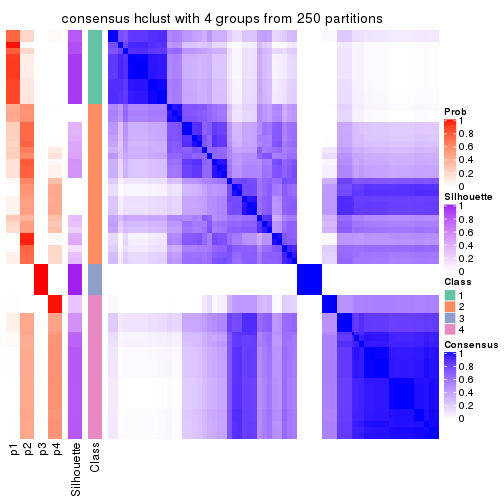 consensus hclust with 4 groups from 250 partitions
Prob
1
0.8
0.6
0.4
0.2
0
Silhouette
1
0.8
0.6
0.4
0.2
0
Class
1
2
3
4
Consensus
1
0.8
0.6
0.4
0.2
0
p1
p2
p3
p4
Silhouette
Class